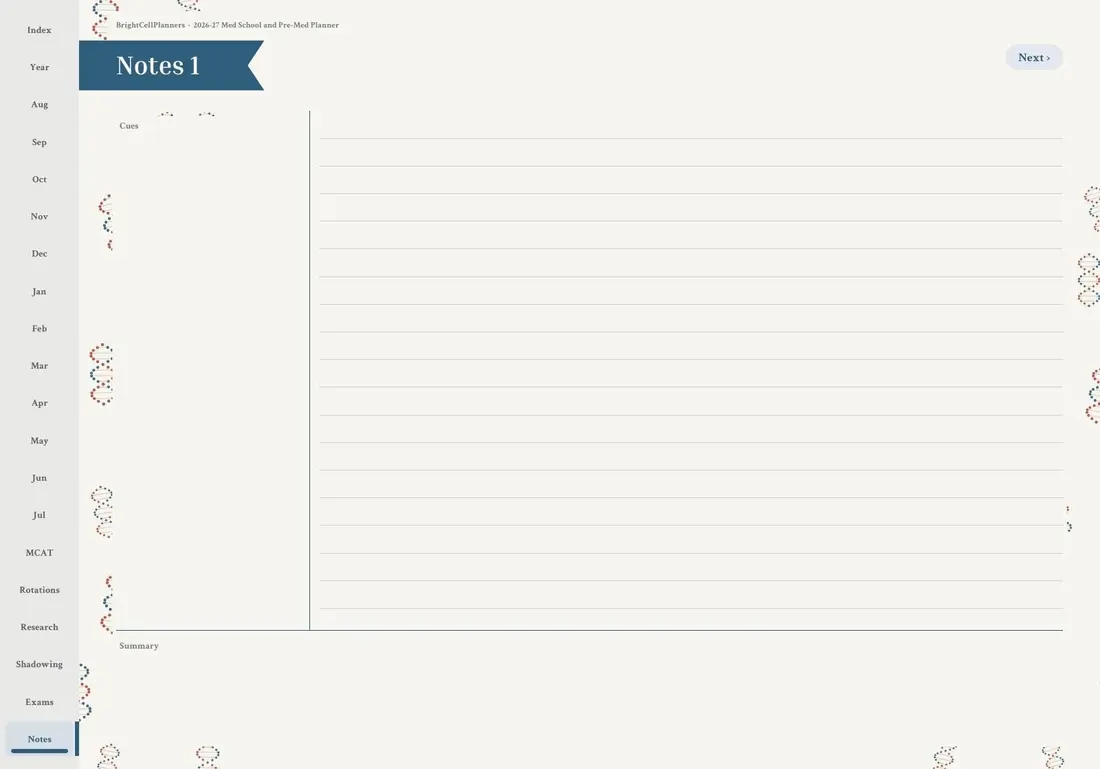 Index
Year
Aug
Sep
Oct
Nov
Dec
Jan
Feb
Mar
Apr
May
Jun
Jul
MCAT
Rotations
Research
Shadowing
Exams
Notes
BrightCellPlanners · 2026-27 Med School and Pre-Med Planner
Notes 1
Next ›
Cues
Summary